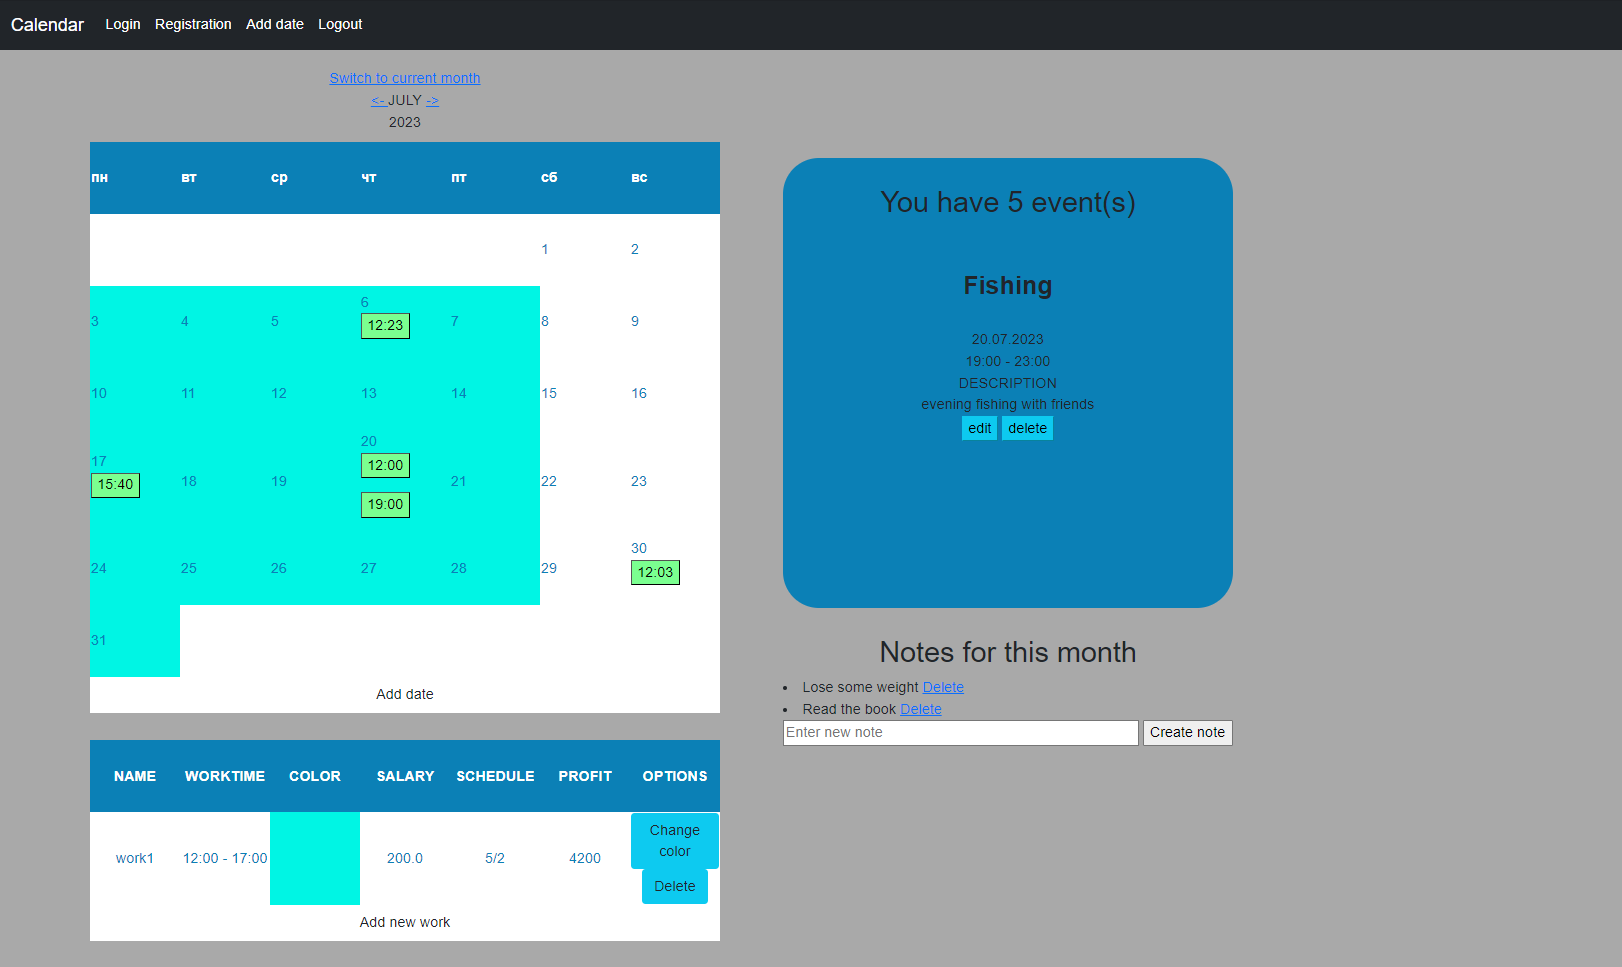 Calendar Login Registration Add date Logout
Switch to current month
<- JULY ->
2023
пн вт ср чт пт сб вс
1 2
3 4 5 6 7 8 9
12:23
10 11 12 13 14 15 16
17 18 19 20 21 22 23
15:40 12:00
19:00
24 25 26 27 28 29 30
12:03
31
Add date
NAME WORKTIME COLOR SALARY SCHEDULE PROFIT OPTIONS
work1 12:00 - 17:00 200.0 5/2 4200 Change
color
Delete
Add new work
You have 5 event(s)
Fishing
20.07.2023
19:00 - 23:00
DESCRIPTION
evening fishing with friends
edit delete
Notes for this month
• Lose some weight Delete
• Read the book Delete
Enter new note Create note